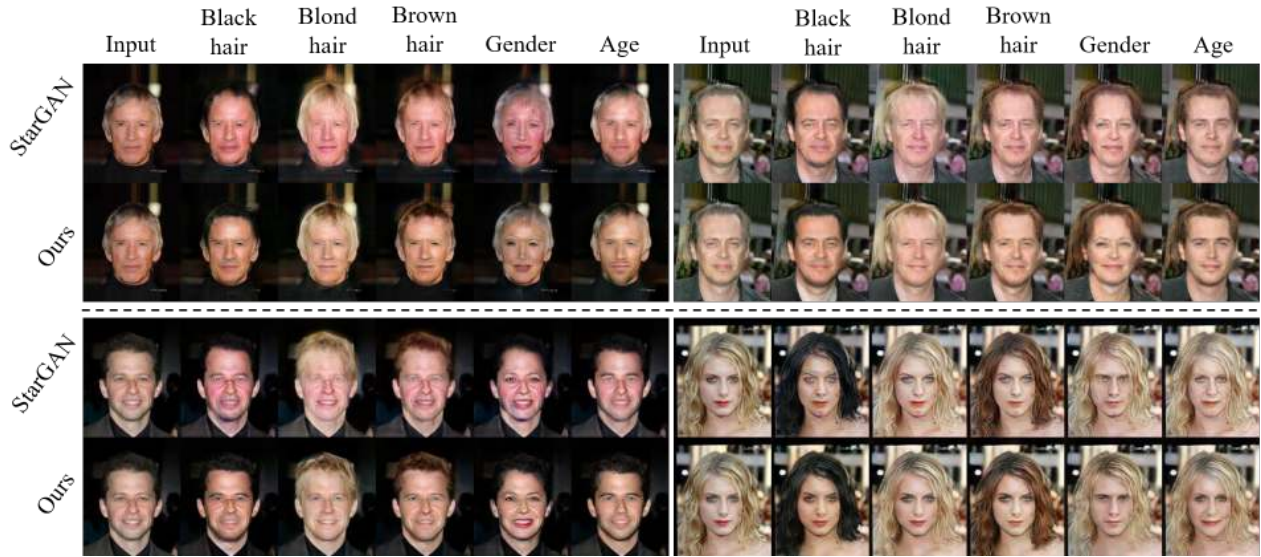 Input Black hair Blond hair Brown hair Gender Age Input Black hair Blond hair Brown hair Gender Age
StarGAN
Ours
StarGAN
Ours